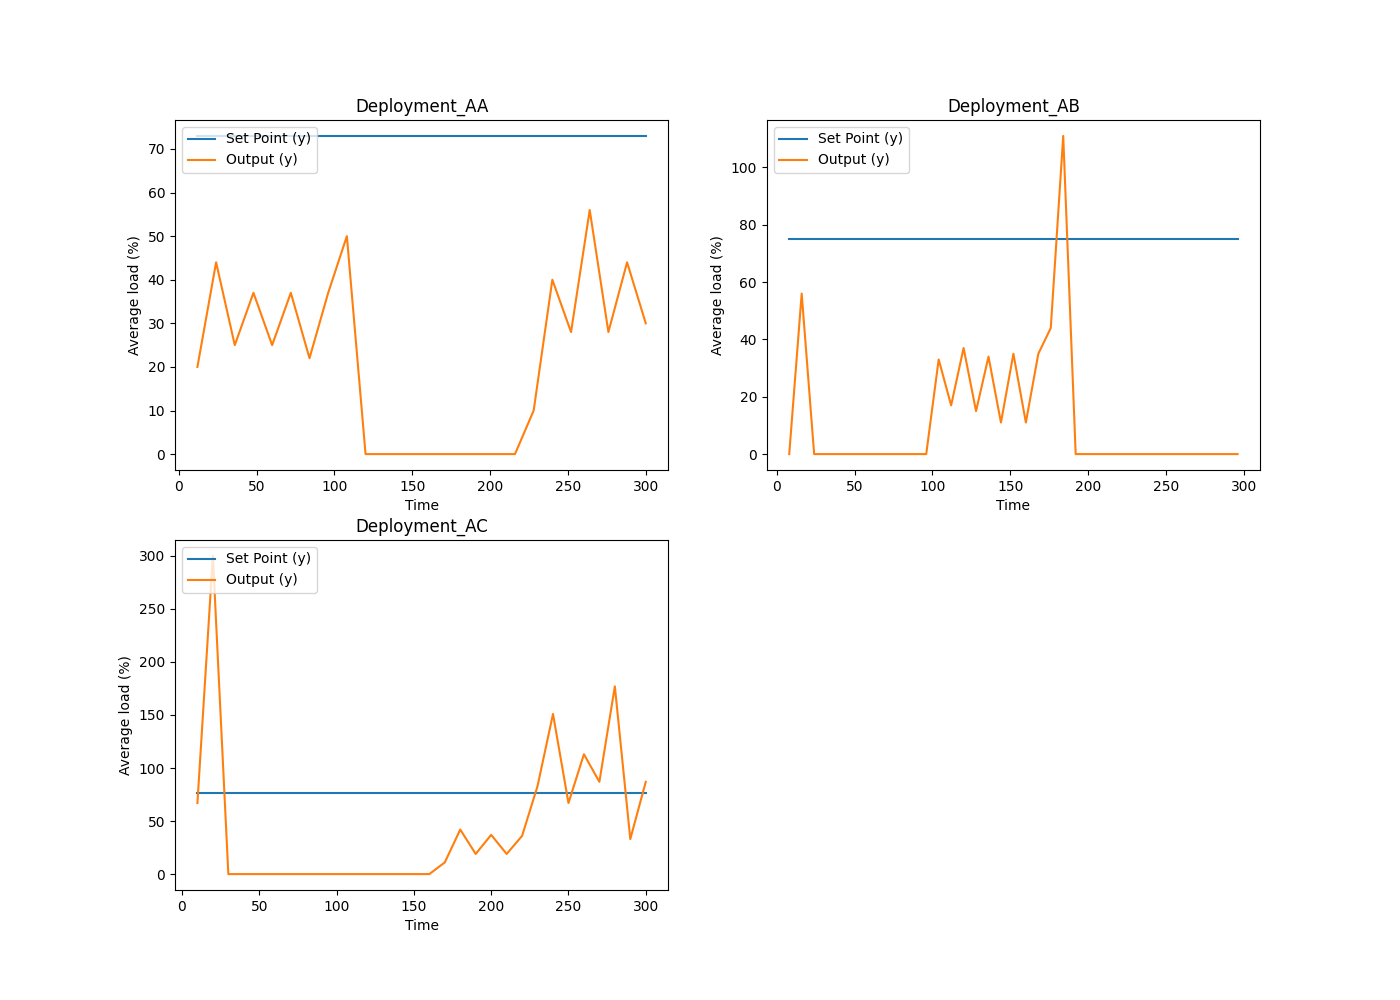 Deployment_AA
Set Point (y)
Output (y)
Average load (%)
70
60
50
40
30
20
10
0
0 50 100 150 200 250 300
Time
Deployment_AB
Set Point (y)
Output (y)
Average load (%)
100
80
60
40
20
0
0 50 100 150 200 250 300
Time
Deployment_AC
Set Point (y)
Output (y)
Average load (%)
300
250
200
150
100
50
0
0 50 100 150 200 250 300
Time